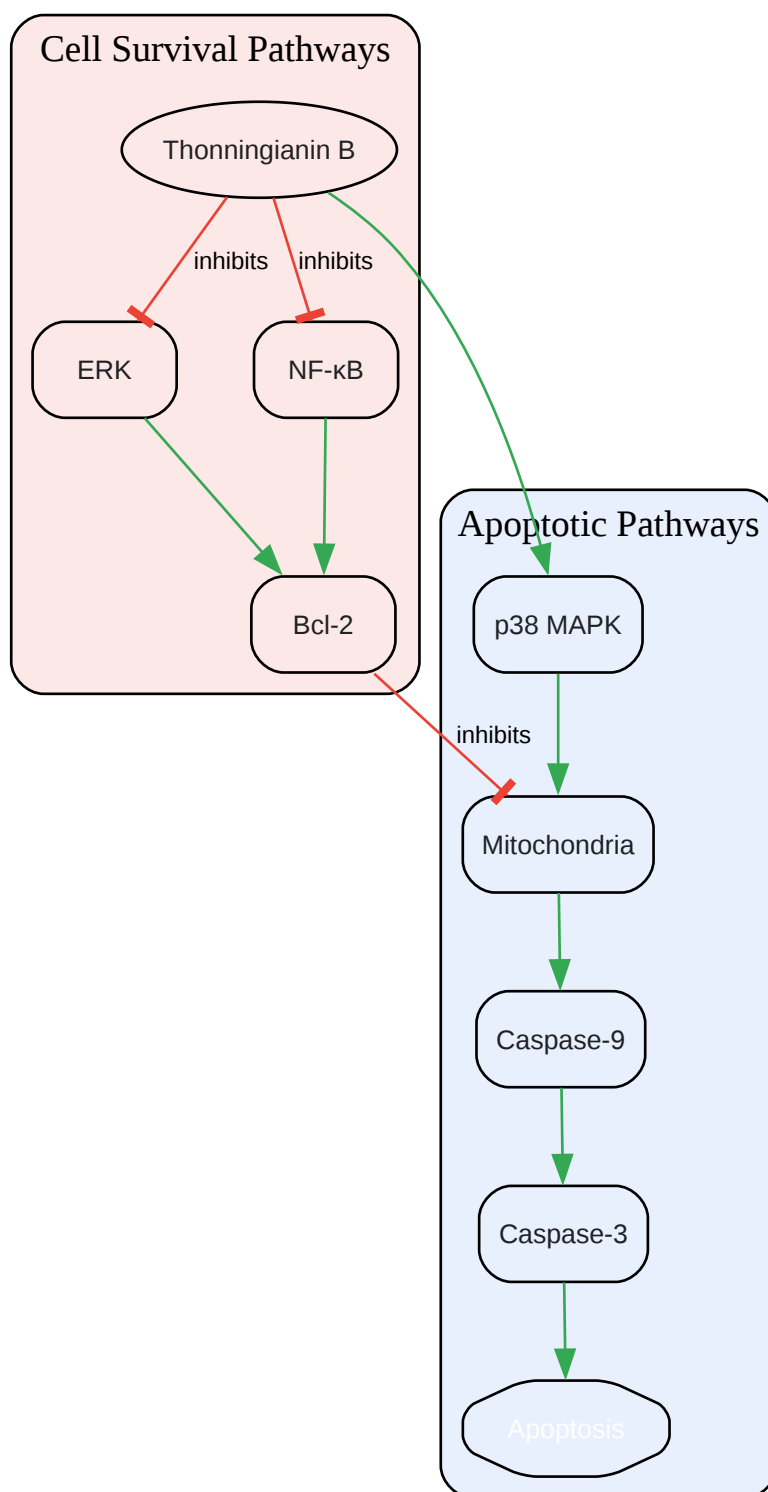 Cell Survival Pathways
Thonningianin B
inhibits
inhibits
ERK
NF-κB
Apoptotic Pathways
Bcl-2
p38 MAPK
inhibits
Mitochondria
Caspase-9
Caspase-3
Apoptosis